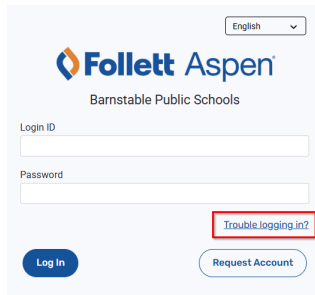 English
Follett Aspen
Barnstable Public Schools
Login ID
Password
Trouble logging in?
Log In
Request Account